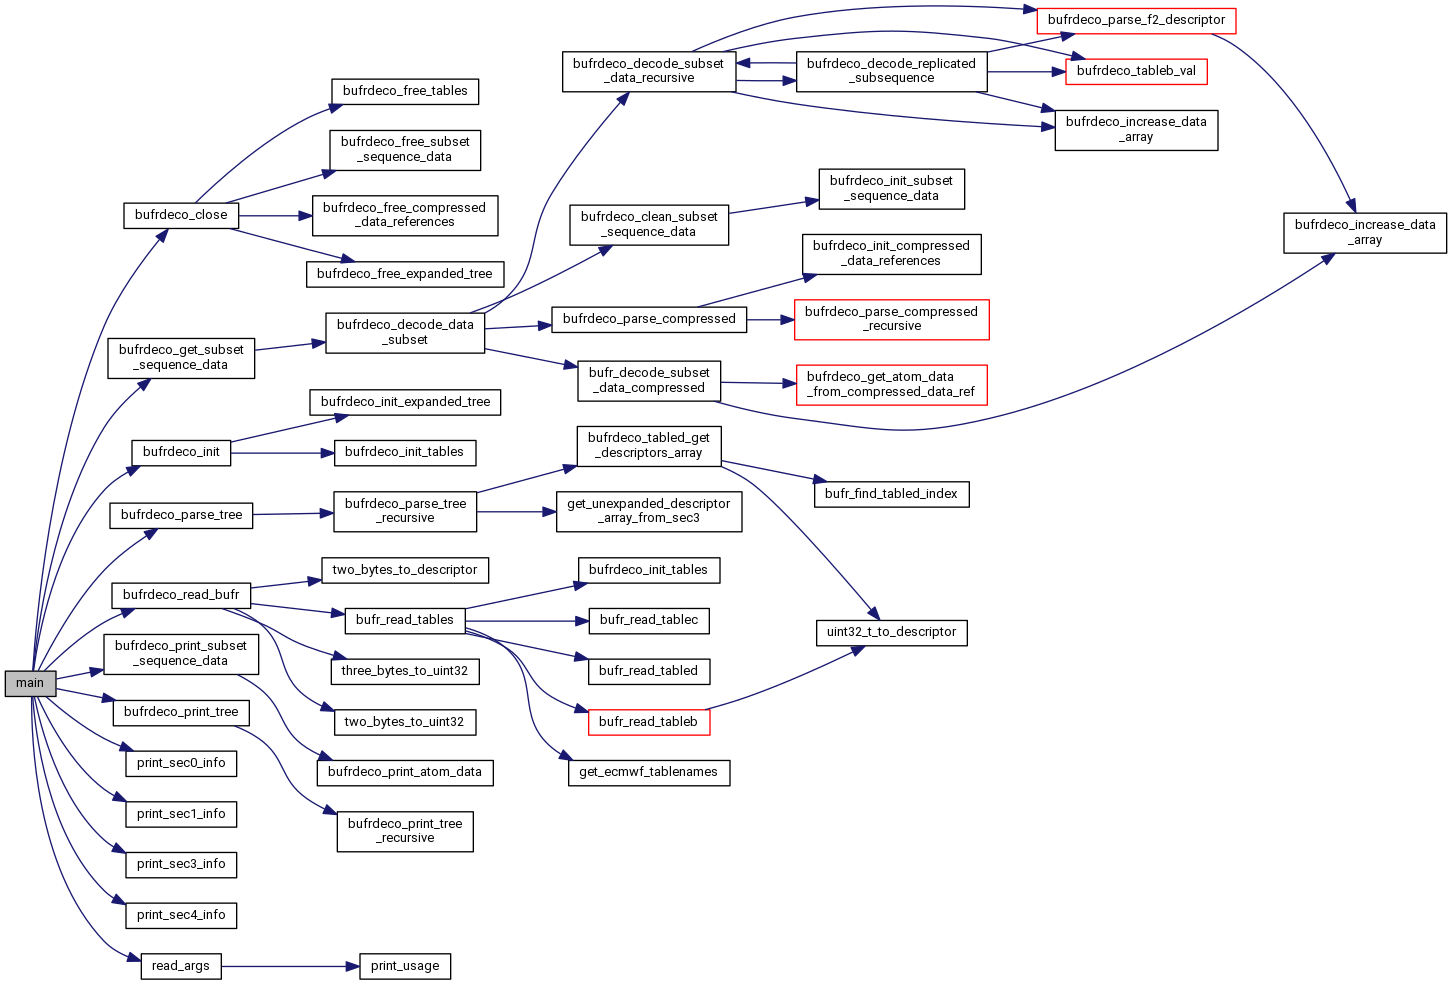 bufrdeco_parse_f2_descriptor
bufrdeco_decode_subset
_data_recursive
bufrdeco_decode_replicated
_subsequence
bufrdeco_tableb_val
bufrdeco_free_tables
bufrdeco_increase_data
_array
bufrdeco_free_subset
_sequence_data
bufrdeco_init_subset
_sequence_data
bufrdeco_close
bufrdeco_free_compressed
_data_references
bufrdeco_clean_subset
_sequence_data
bufrdeco_increase_data
_array
bufrdeco_init_compressed
_data_references
bufrdeco_free_expanded_tree
bufrdeco_decode_data
_subset
bufrdeco_parse_compressed
bufrdeco_parse_compressed
_recursive
bufrdeco_get_subset
_sequence_data
bufr_decode_subset
_data_compressed
bufrdeco_get_atom_data
_from_compressed_data_ref
bufrdeco_init_expanded_tree
bufrdeco_init
bufrdeco_init_tables
bufrdeco_tabled_get
_descriptors_array
bufr_find_tabled_index
bufrdeco_parse_tree
bufrdeco_parse_tree
_recursive
get_unexpanded_descriptor
_array_from_sec3
two_bytes_to_descriptor
bufrdeco_init_tables
bufrdeco_read_bufr
bufr_read_tables
bufr_read_tablec
uint32_t_to_descriptor
bufrdeco_print_subset
_sequence_data
three_bytes_to_uint32
bufr_read_tabled
main
bufrdeco_print_tree
two_bytes_to_uint32
bufr_read_tableb
print_sec0_info
bufrdeco_print_atom_data
get_ecmwf_tablenames
print_sec1_info
bufrdeco_print_tree
_recursive
print_sec3_info
print_sec4_info
read_args
print_usage